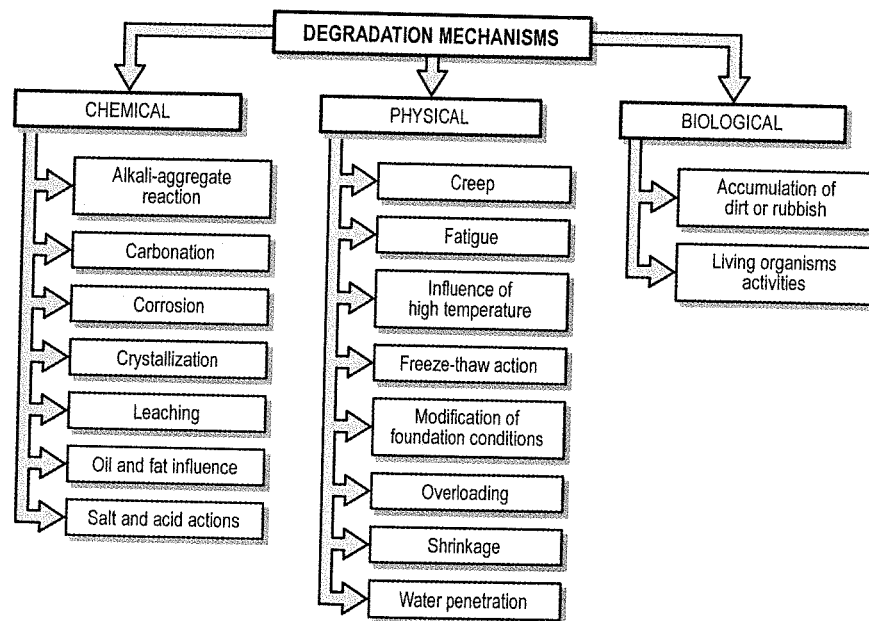 DEGRADATION MECHANISMS
CHEMICAL
Alkali-aggregate
reaction
Carbonation
Corrosion
Crystallization
Leaching
Oil and fat influence
Salt and acid actions
PHYSICAL
Creep
Fatigue
Influence of
high temperature
Freeze-thaw action
Modification of
foundation conditions
Overloading
Shrinkage
Water penetration
BIOLOGICAL
Accumulation of
dirt or rubbish
Living organisms
activities